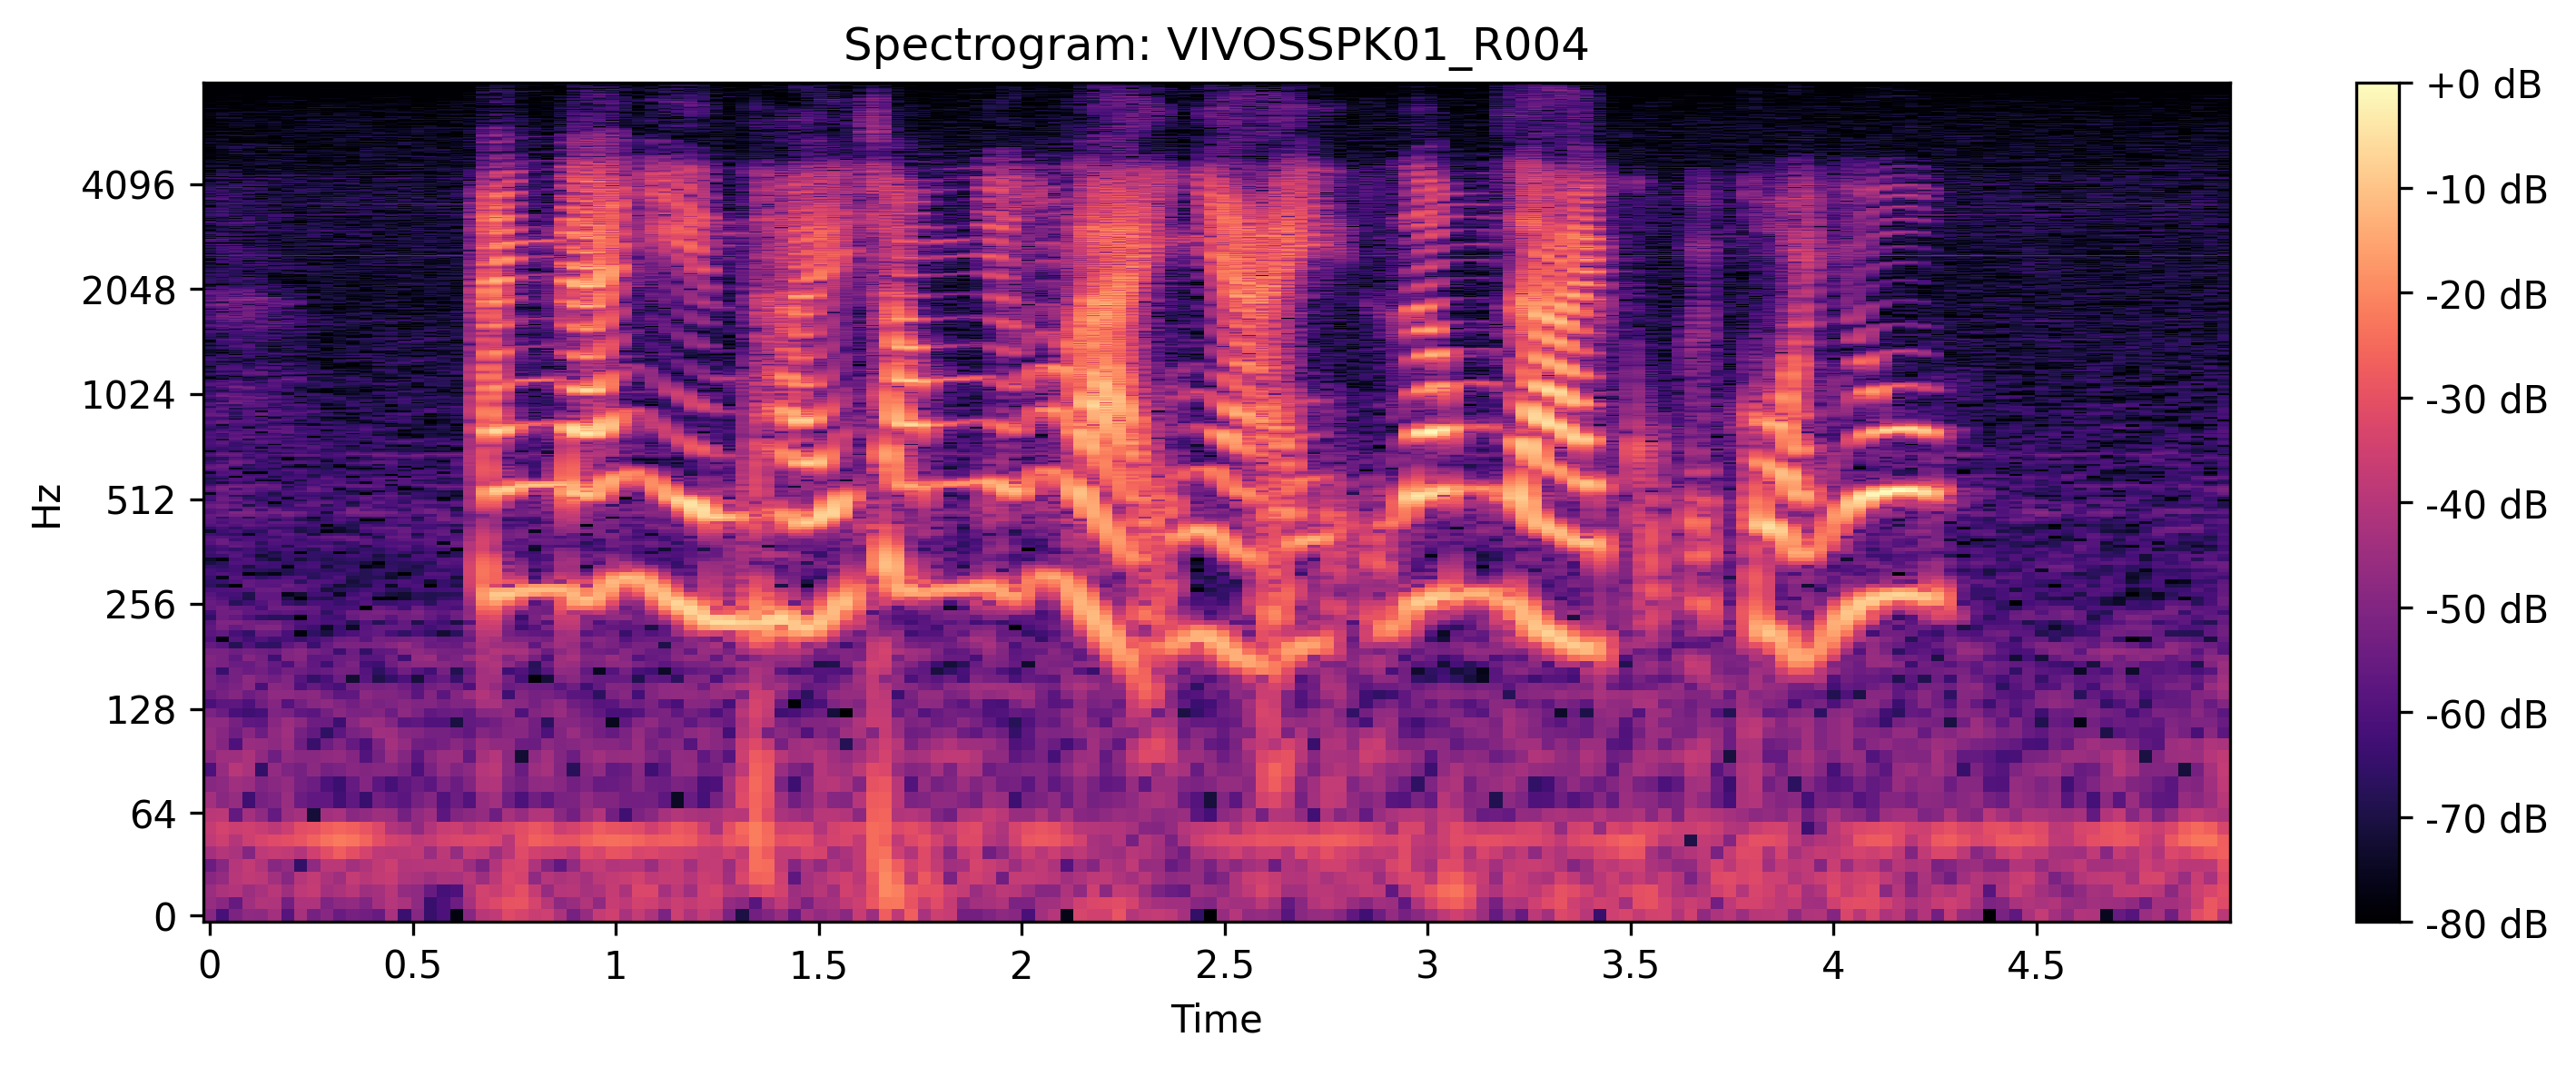 Spectrogram: VIVOSSPK01_R004
+0 dB
4096
-10 dB
2048
-20 dB
1024
-30 dB
Hz
512
-40 dB
256
-50 dB
128
-60 dB
64
-70 dB
0
-80 dB
0 0.5 1 1.5 2 2.5 3 3.5 4 4.5
Time